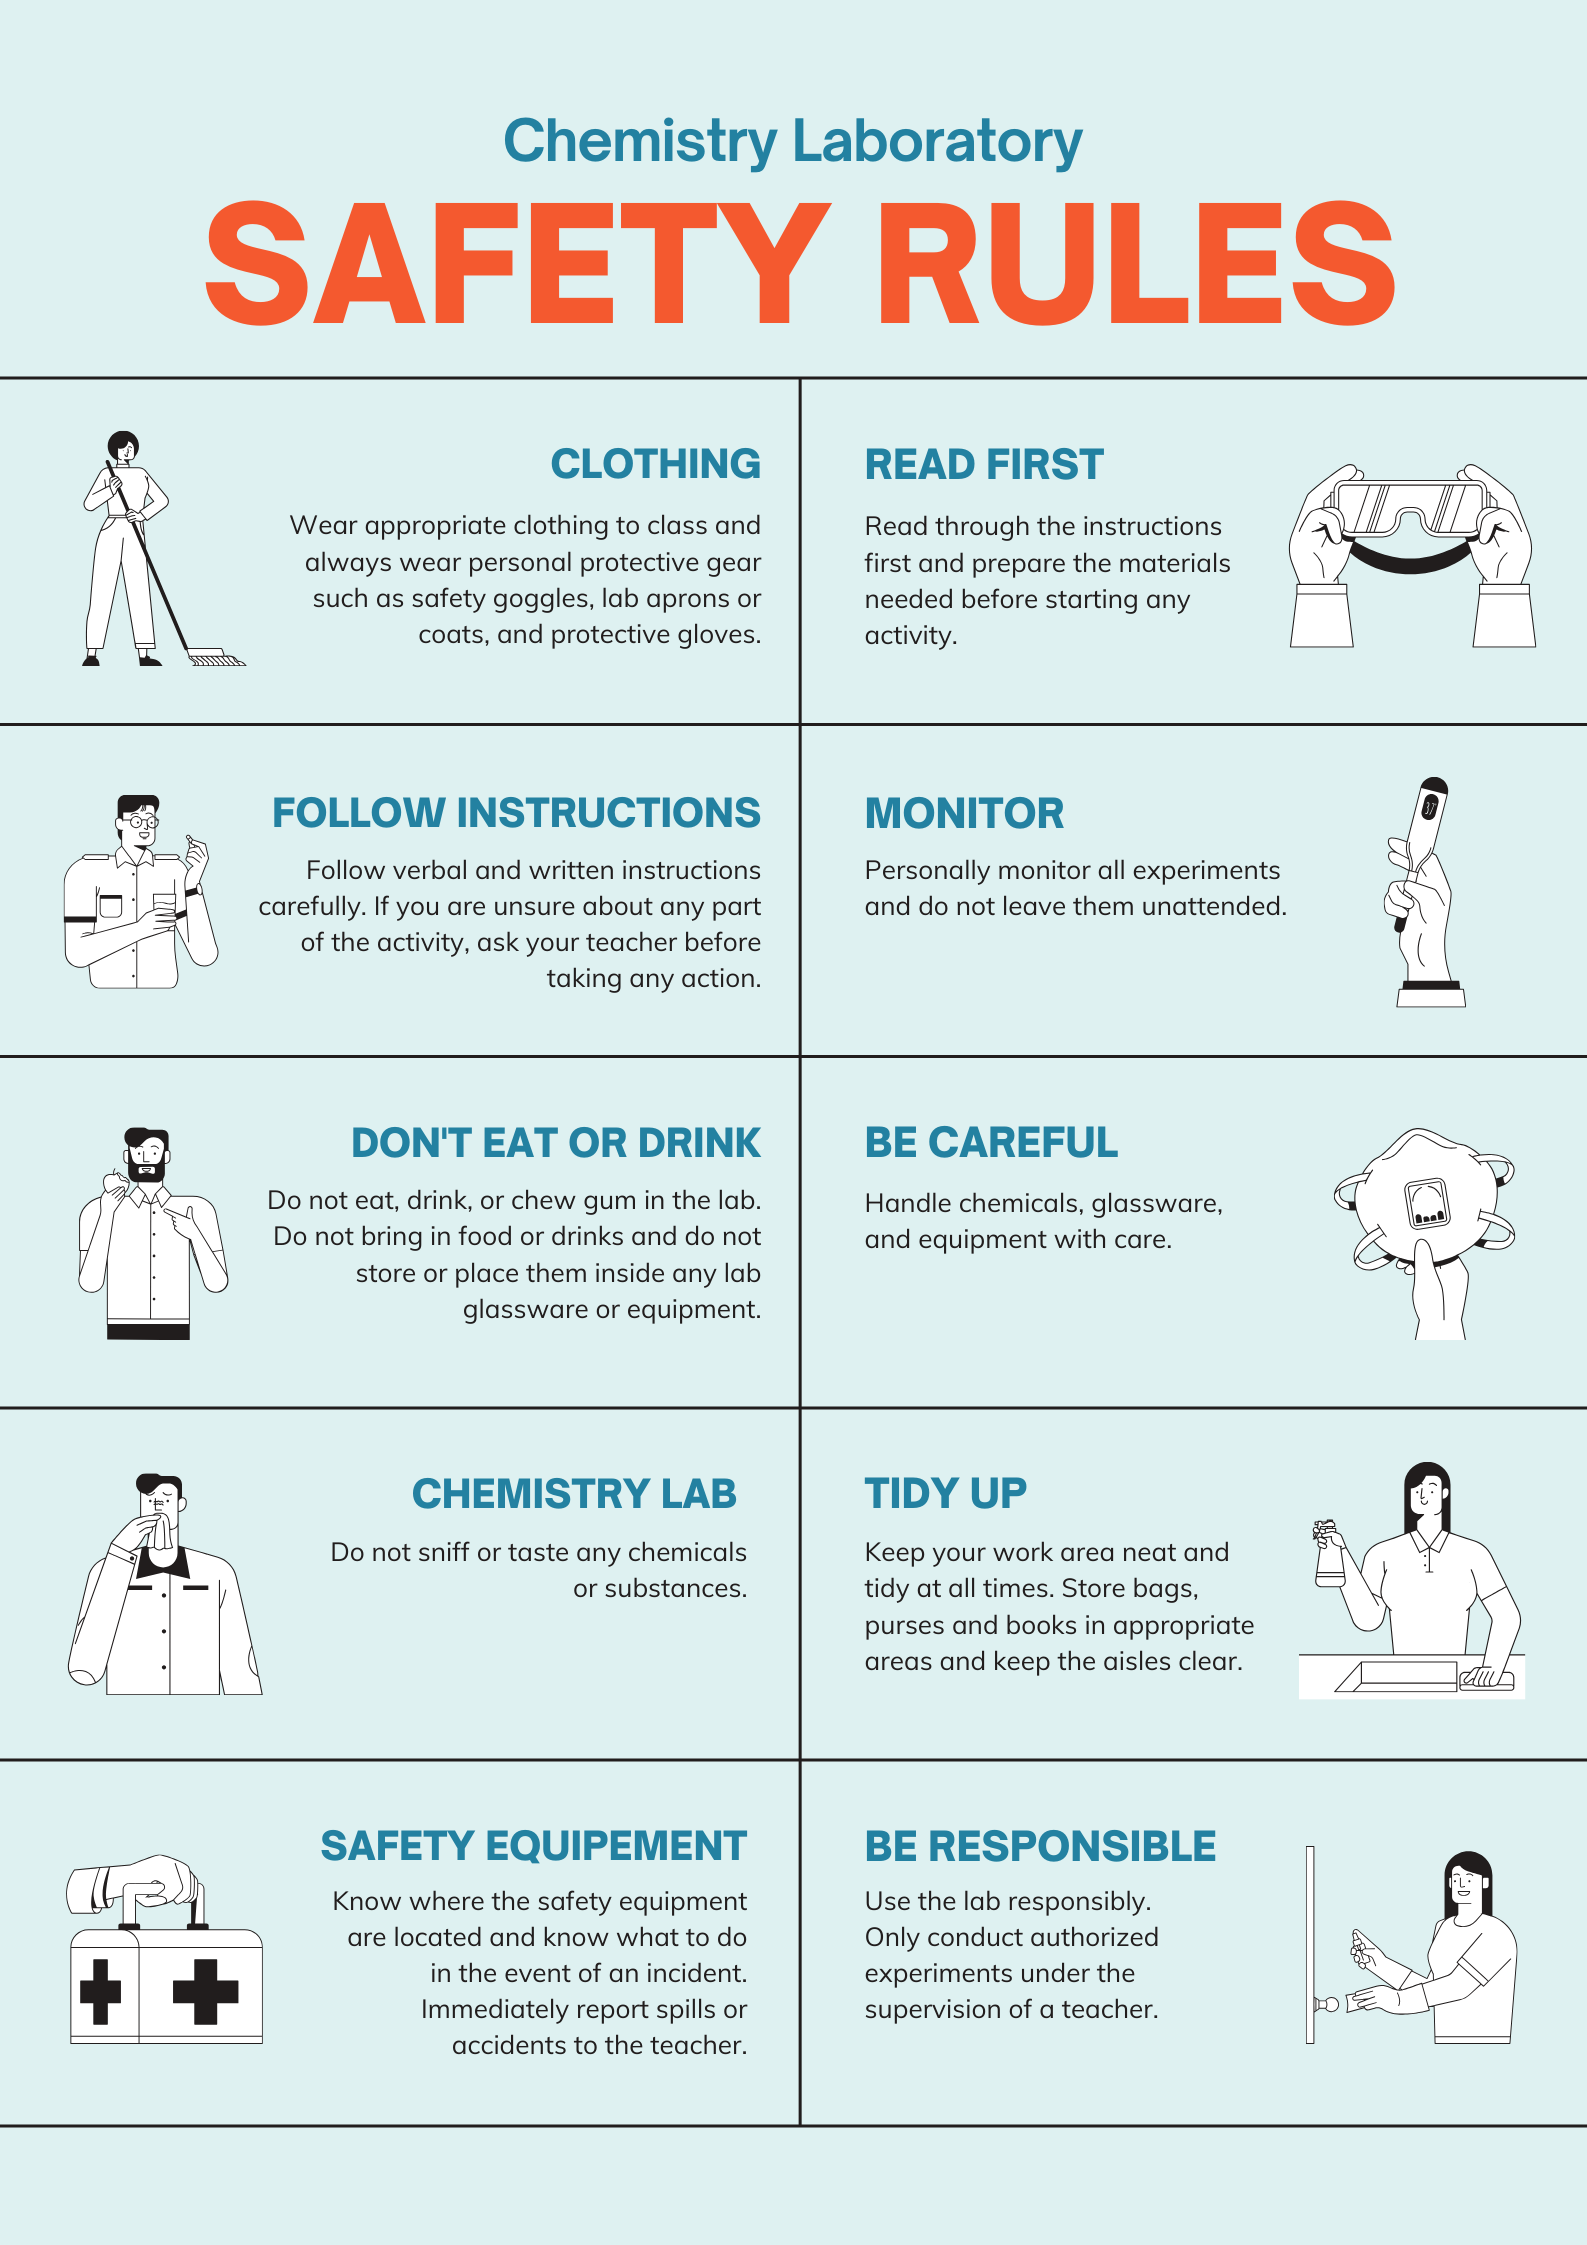 Chemistry Laboratory
SAFETY RULES
CLOTHING
Wear appropriate clothing to class and
always wear personal protective gear
such as safety goggles, lab aprons or
coats, and protective gloves.
READ FIRST
Read through the instructions
first and prepare the materials
needed before starting any
activity.
FOLLOW INSTRUCTIONS
Follow verbal and written instructions
carefully. If you are unsure about any part
of the activity, ask your teacher before
taking any action.
MONITOR
Personally monitor all experiments
and do not leave them unattended.
37
DON'T EAT OR DRINK
Do not eat, drink, or chew gum in the lab.
Do not bring in food or drinks and do not
store or place them inside any lab
glassware or equipment.
BE CAREFUL
Handle chemicals, glassware,
and equipment with care.
CHEMISTRY LAB
Do not sniff or taste any chemicals
or substances.
TIDY UP
Keep your work area neat and
tidy at all times. Store bags,
purses and books in appropriate
areas and keep the aisles clear.
SAFETY EQUIPEMENT
Know where the safety equipment
are located and know what to do
in the event of an incident.
Immediately report spills or
accidents to the teacher.
BE RESPONSIBLE
Use the lab responsibly.
Only conduct authorized
experiments under the
supervision of a teacher.